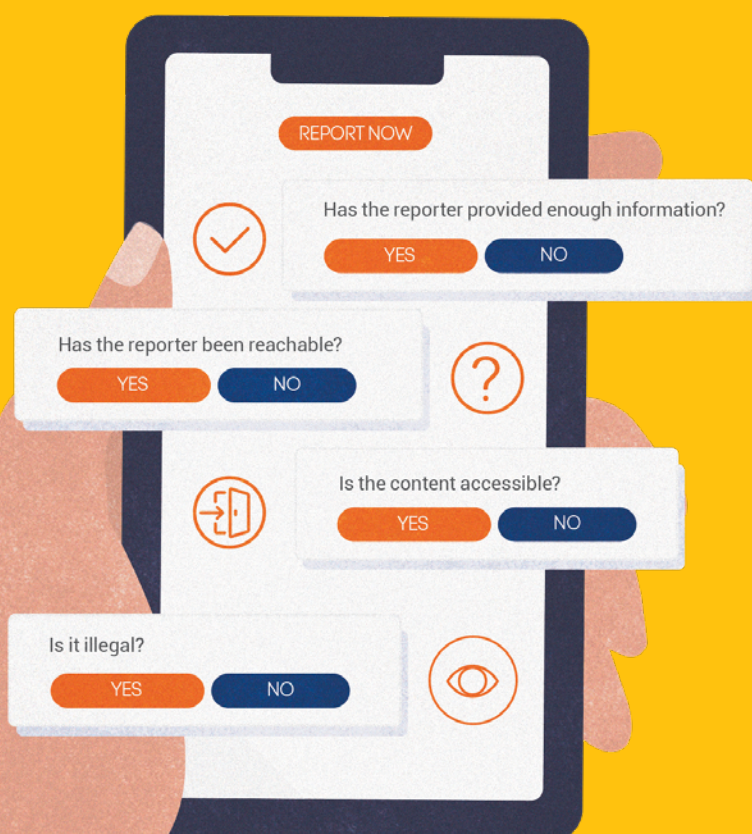 REPORT NOW
Has the reporter provided enough information?
YES NO
Has the reporter been reachable?
YES NO
Is the content accessible?
YES NO
Is it illegal?
YES NO